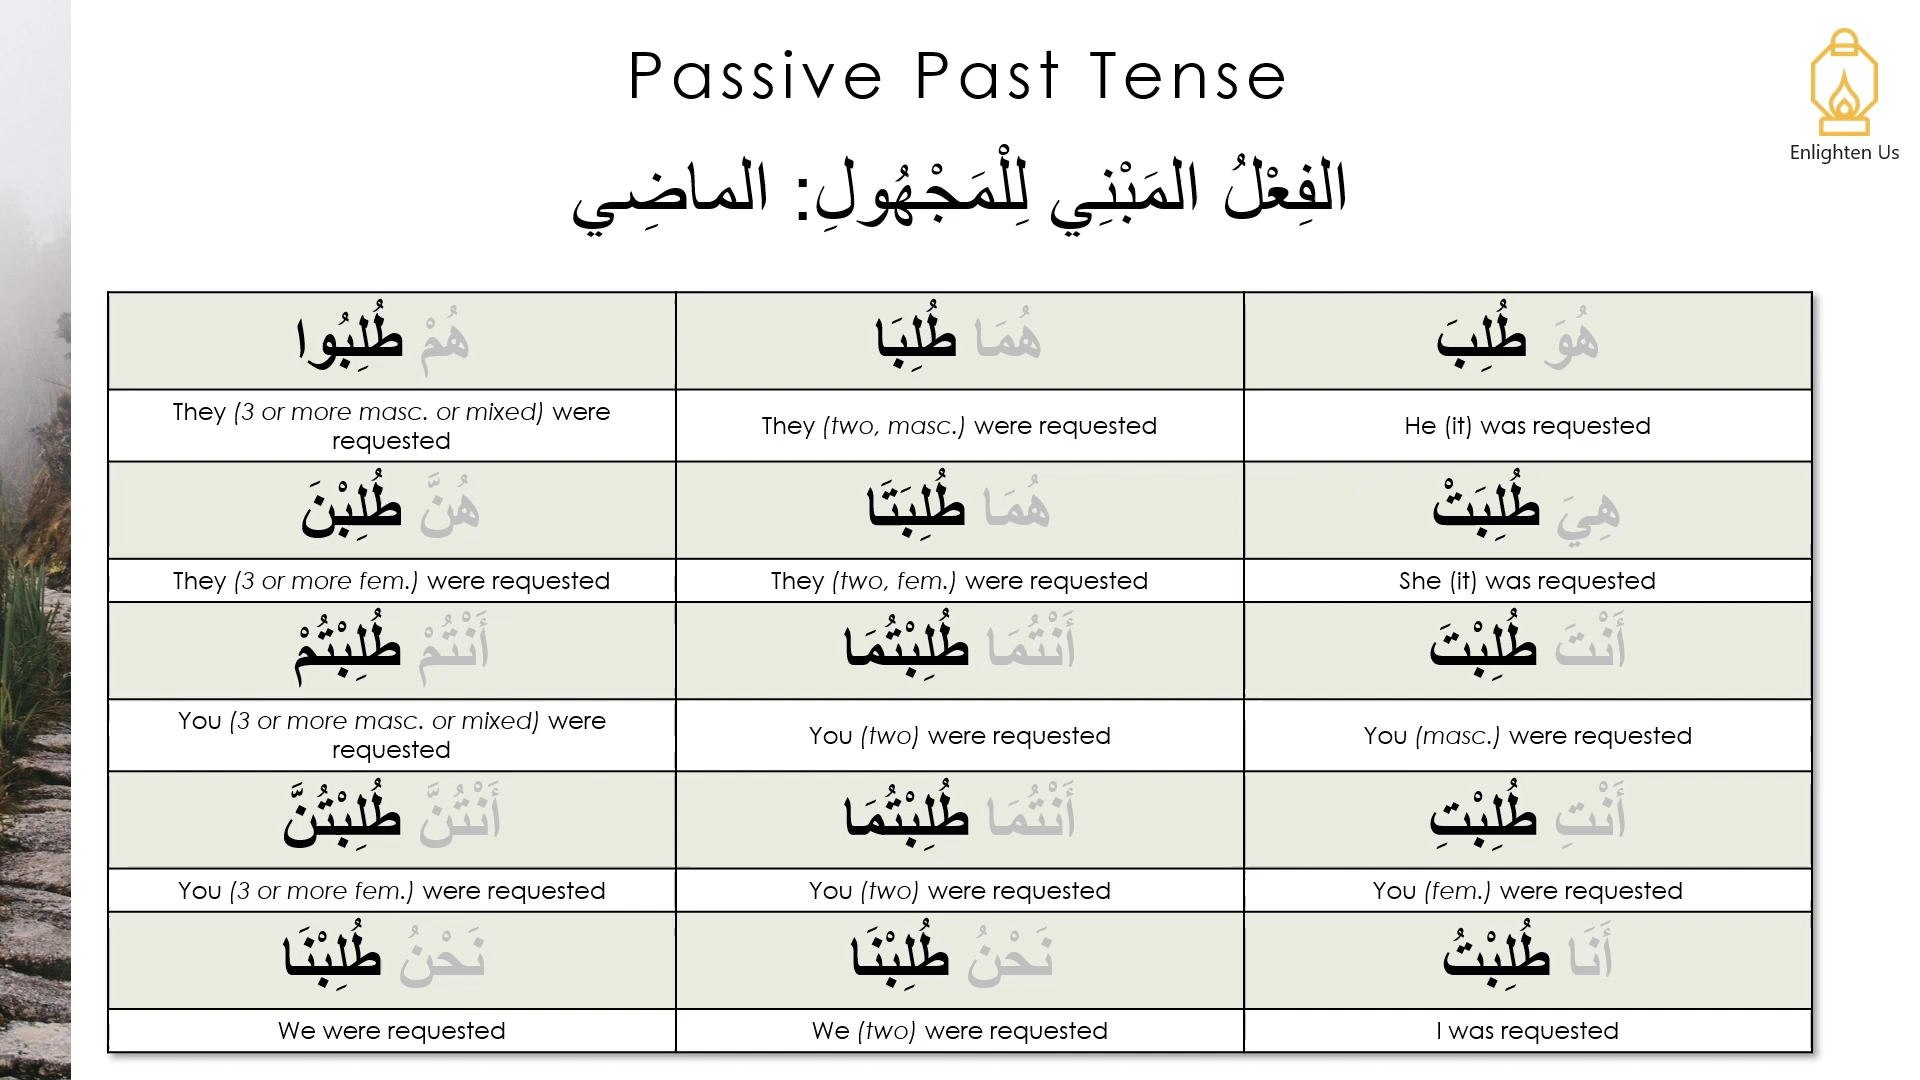 Passive Past Tense
Enlighten Us
الفِعْلُ المَبْنِي لِلْمَجْهُولِ: الماضِي
هُوَ طُلِبَ
هُمَا طُلِبَا
هُمْ طُلِبُوا
He (it) was requested
They (two, masc.) were requested
They (3 or more masc. or mixed) were
requested
هِيَ طُلِبَتْ
هُمَا طُلِبَتَا
هُنَّ طُلِبْنَ
She (it) was requested
They (two, fem.) were requested
They (3 or more fem.) were requested
أَنْتَ طُلِبْتَ
أَنْتُمَا طُلِبْتُمَا
أَنْتُمْ طُلِبْتُمْ
You (masc.) were requested
You (two) were requested
You (3 or more masc. or mixed) were
requested
أَنْتِ طُلِبْتِ
أَنْتُمَا طُلِبْتُمَا
أَنْتُنَّ طُلِبْتُنَّ
You (fem.) were requested
You (two) were requested
You (3 or more fem.) were requested
أَنَا طُلِبْتُ
نَحْنُ طُلِبْنَا
نَحْنُ طُلِبْنَا
I was requested
We (two) were requested
We were requested